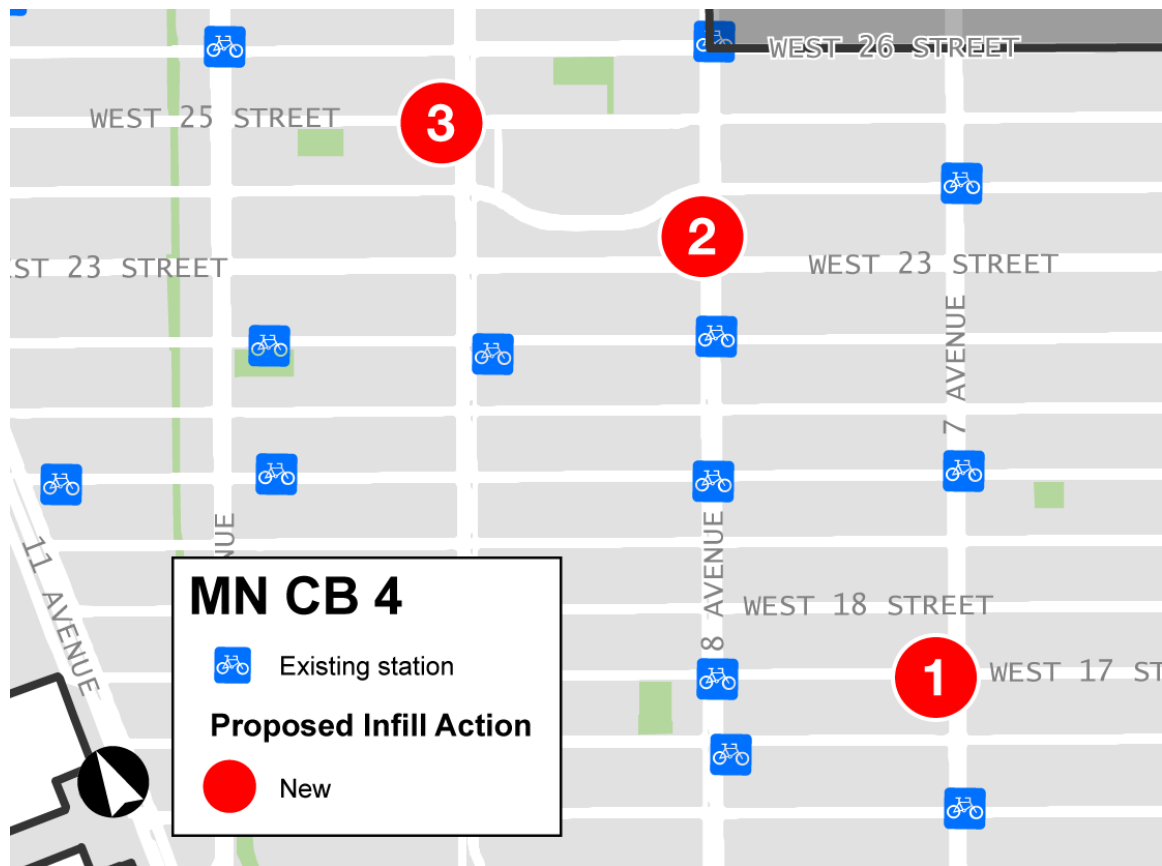 WEST 26 STREET
WEST 25 STREET
3
2
ST 23 STREET
WEST 23 STREET
7 AVENUE
11 AVENUE
NUE
8 AVENUE
WEST 18 STREET
1
WEST 17 ST
MN CB 4
Existing station
Proposed Infill Action
New